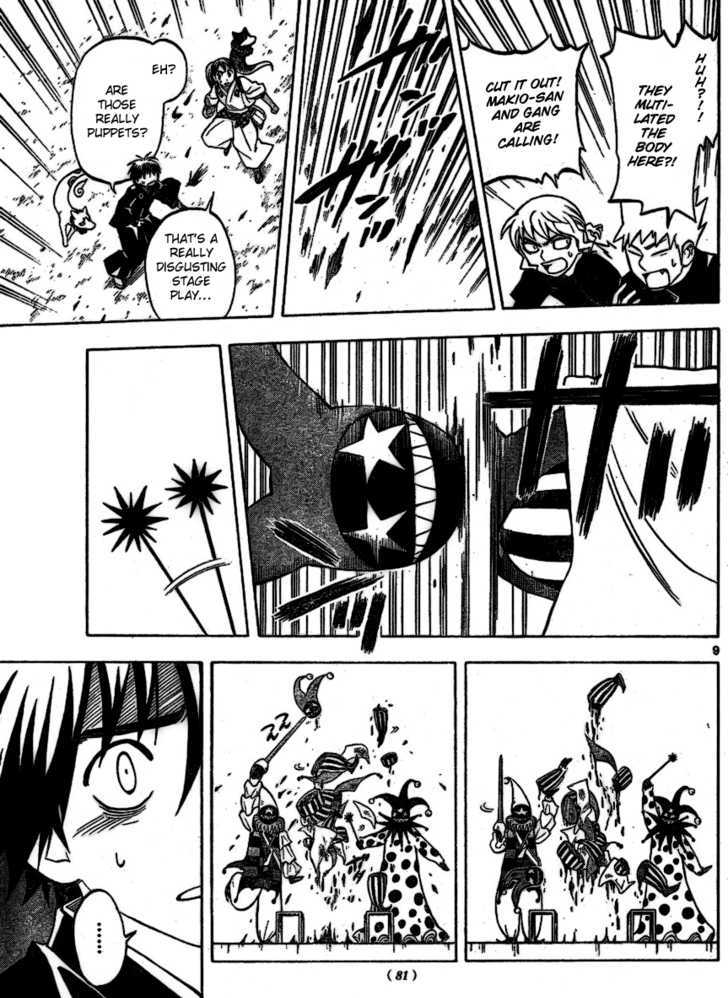 HUH?!!
THEY
MUTI-
LATED
THE
BODY
HERE?!
CUT IT OUT!
MAKIO-SAN
AND GANG
ARE
CALLING!
EH?
ARE
THOSE
REALLY
PUPPETS?
THAT'S A
REALLY
DISGUSTING
STAGE
PLAY...
9
( 81 )